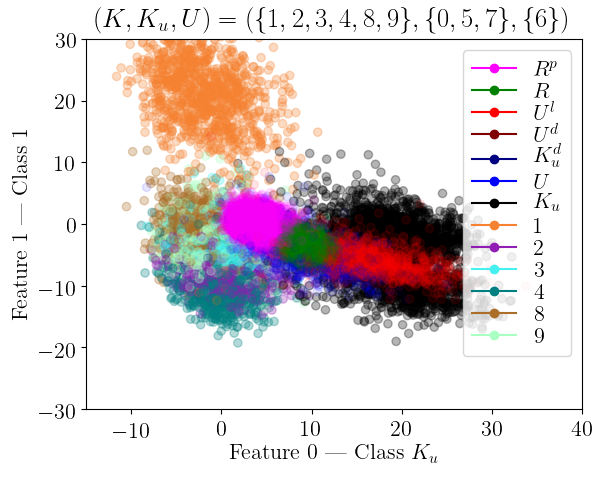 (K, K_u, U) = ({1, 2, 3, 4, 8, 9}, {0, 5, 7}, {6})
30
20
10
0
−10
−20
−30
Feature 1 — Class 1
−10
0
10
20
30
40
Feature 0 — Class K_u
R^p
R
U^l
U^d
K_u^d
U
K_u
1
2
3
4
8
9